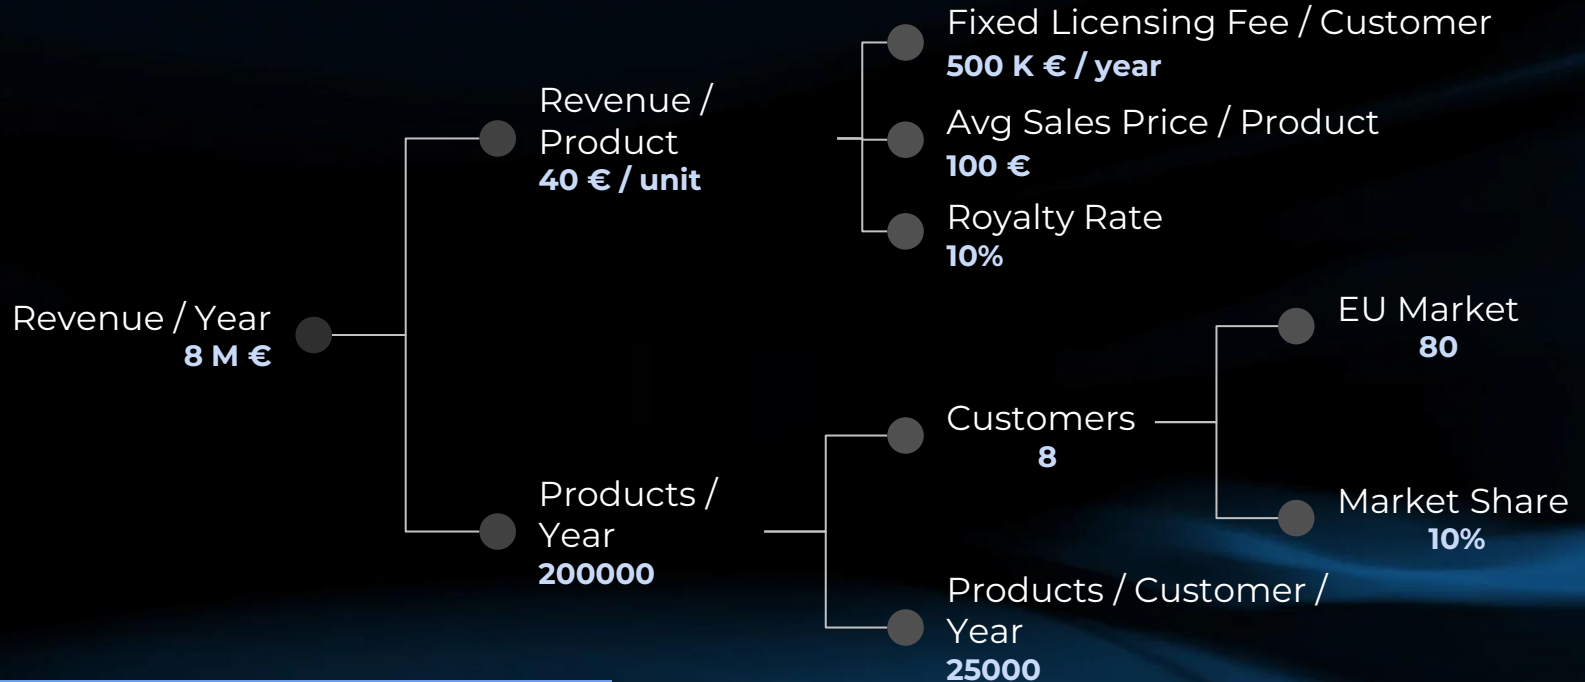 Fixed Licensing Fee / Customer
500 K € / year
Revenue /
Product
40 € / unit
Avg Sales Price / Product
100 €
Royalty Rate
10%
Revenue / Year
8 M €
EU Market
80
Customers
8
Market Share
10%
Products /
Year
200000
Products / Customer /
Year
25000